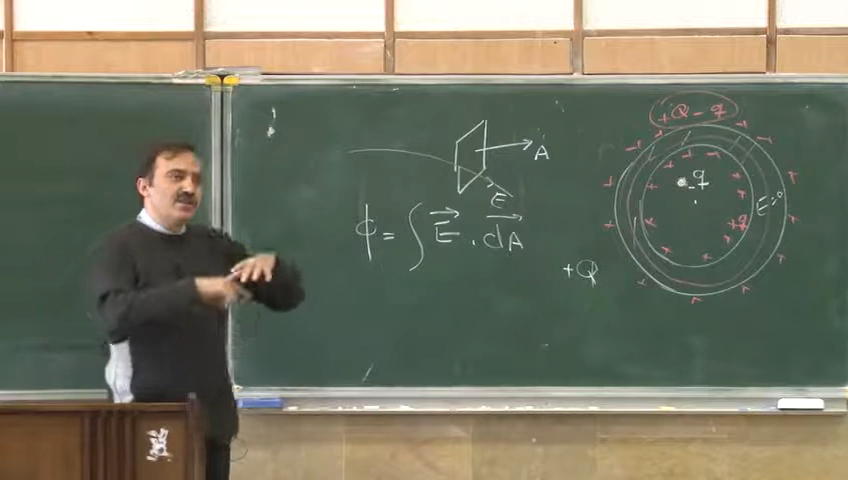 +Q - q
- q
E = 0
+q
A
E
ϕ = ∫ E⃗ . dA⃗
+Q